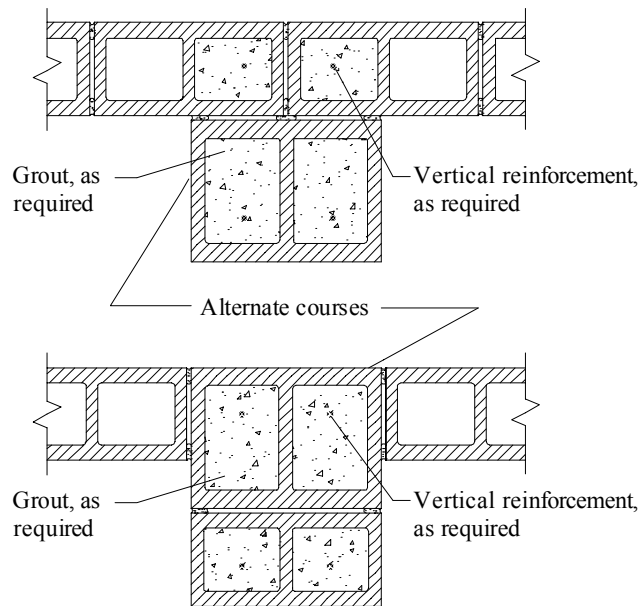 Grout, as
required
Vertical reinforcement,
as required
Alternate courses
Grout, as
required
Vertical reinforcement,
as required